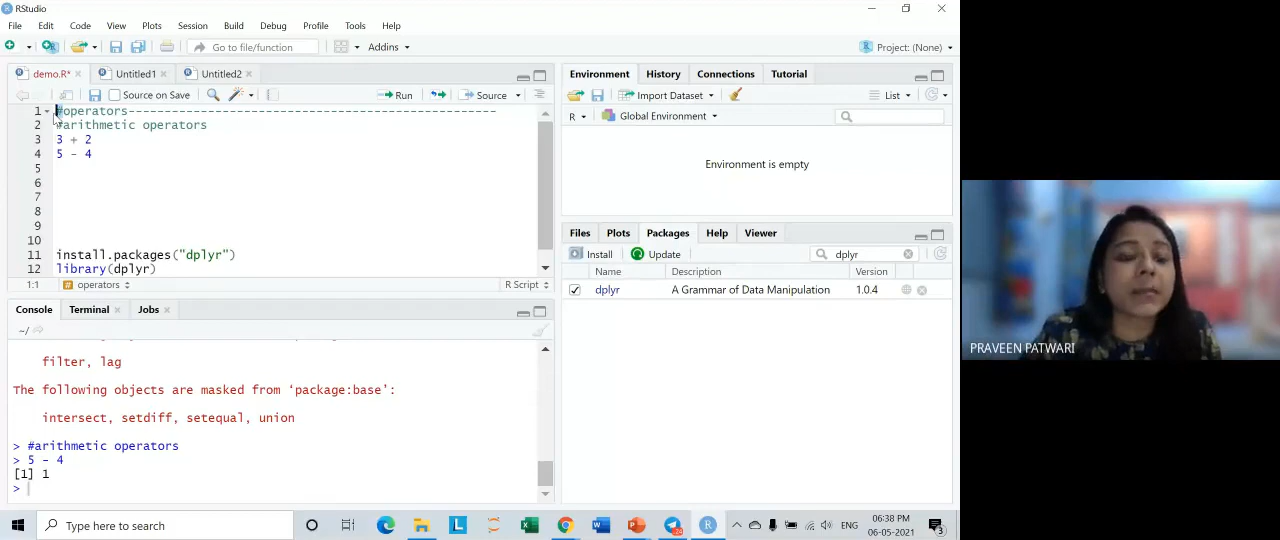 RStudio
File Edit Code View Plots Session Build Debug Profile Tools Help
Go to file/function Addins Project: (None)
demo.R* Untitled1 Untitled2
Source on Save Run Source
1 #operators---------------------------------------------------
2 #arithmetic operators
3 3 + 2
4 5 - 4
5
6
7
8
9
10
11 install.packages("dplyr")
12 library(dplyr)
1:1 # operators R Script
Console Terminal Jobs
~/
filter, lag
The following objects are masked from ‘package:base’:
intersect, setdiff, setequal, union
> #arithmetic operators
> 5 - 4
[1] 1
>
Environment History Connections Tutorial
Import Dataset List
R Global Environment
Environment is empty
Files Plots Packages Help Viewer
Install Update dplyr
Name Description Version
dplyr A Grammar of Data Manipulation 1.0.4
PRAVEEN PATWARI
Type here to search
ENG
06:38 PM
06-05-2021
3